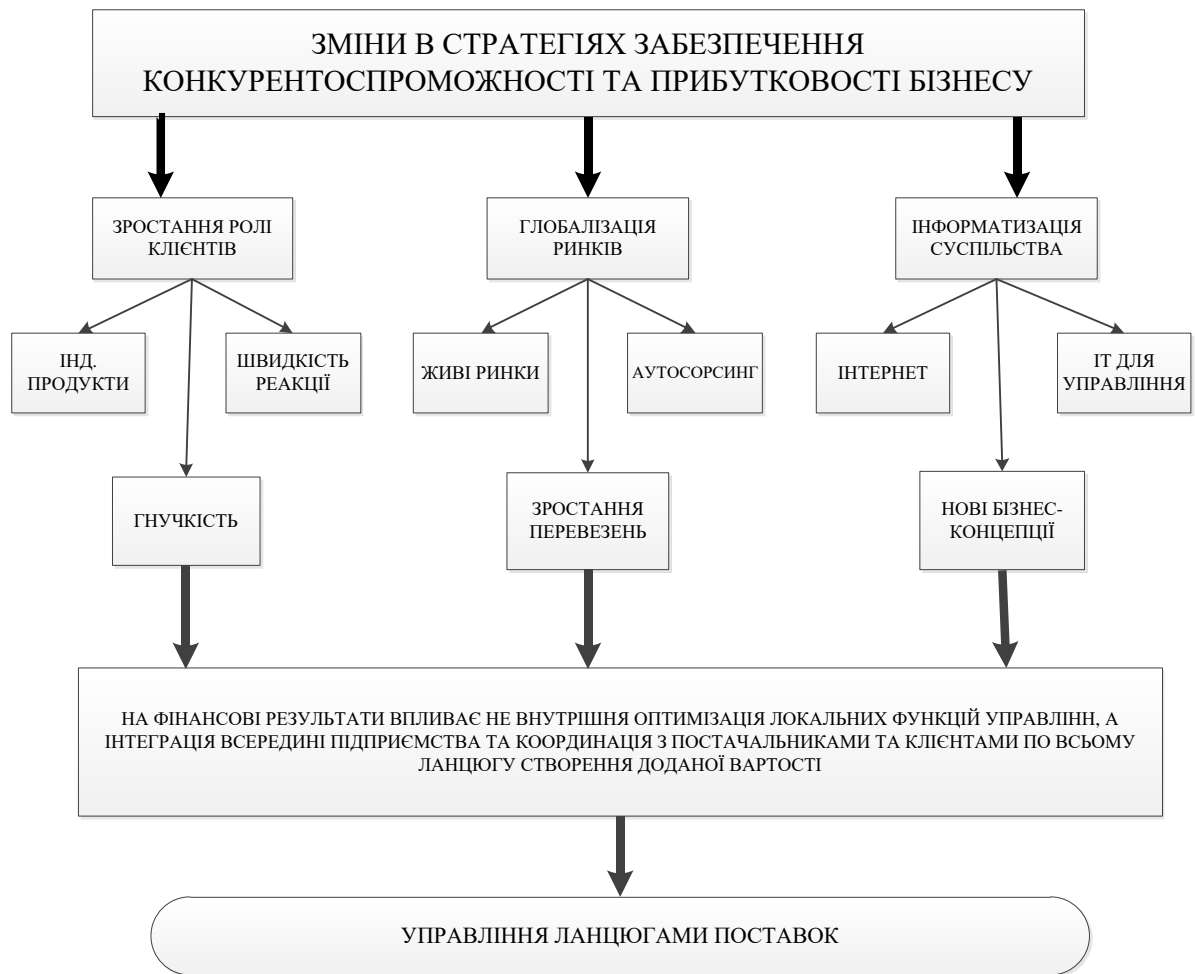 ЗМІНИ В СТРАТЕГІЯХ ЗАБЕЗПЕЧЕННЯ
КОНКУРЕНТОСПРОМОЖНОСТІ ТА ПРИБУТКОВОСТІ БІЗНЕСУ
ЗРОСТАННЯ РОЛІ
КЛІЄНТІВ
ГЛОБАЛІЗАЦІЯ
РИНКІВ
ІНФОРМАТИЗАЦІЯ
СУСПІЛЬСТВА
ІНД.
ПРОДУКТИ
ШВИДКІСТЬ
РЕАКЦІЇ
ЖИВІ РИНКИ
АУТСОРСИНГ
ІНТЕРНЕТ
ІТ ДЛЯ
УПРАВЛІННЯ
ГНУЧКІСТЬ
ЗРОСТАННЯ
ПЕРЕВЕЗЕНЬ
НОВІ БІЗНЕС-
КОНЦЕПЦІЇ
НА ФІНАНСОВІ РЕЗУЛЬТАТИ ВПЛИВАЄ НЕ ВНУТРІШНЯ ОПТИМІЗАЦІЯ ЛОКАЛЬНИХ ФУНКЦІЙ УПРАВЛІНН, А
ІНТЕГРАЦІЯ ВСЕРЕДИНІ ПІДПРИЄМСТВА ТА КООРДИНАЦІЯ З ПОСТАЧАЛЬНИКАМИ ТА КЛІЄНТАМИ ПО ВСЬОМУ
ЛАНЦЮГУ СТВОРЕННЯ ДОДАНОЇ ВАРТОСТІ
УПРАВЛІННЯ ЛАНЦЮГАМИ ПОСТАВОК